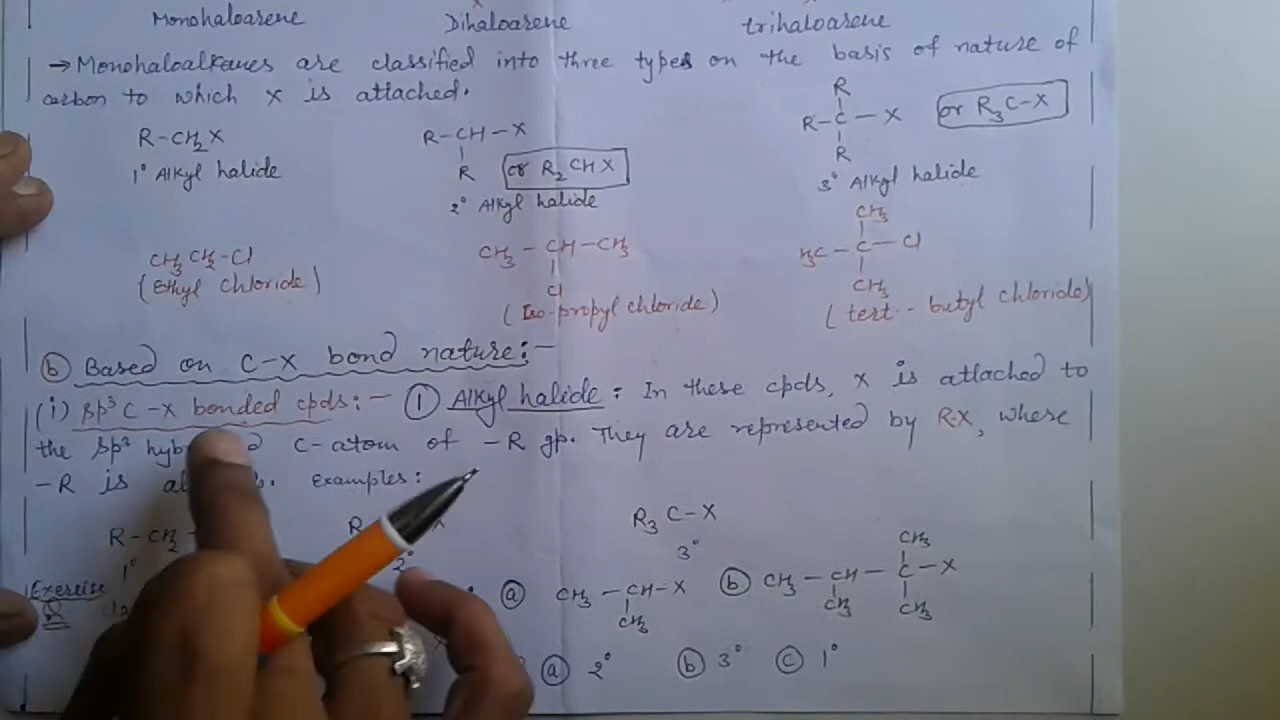 Monohaloarene Dihaloarene trihaloarene
→ Monohaloalkenes are classified into three types on the basis of nature of
carbon to which X is attached.
R-CH₂X
1° Alkyl halide
R-CH-X
R
or R₂CHX
2° Alkyl halide
R
R-C-X
R
or R₃C-X
3° Alkyl halide
CH₃CH₂-Cl
(Ethyl chloride)
CH₃-CH-CH₃
Cl
(Iso-propyl chloride)
CH₃
H₃C-C-Cl
CH₃
(tert-butyl chloride)
(b) Based on C-X bond nature:-
(i) sp³C-X bonded cpds:- (1) Alkyl halide: In these cpds, X is attached to
the sp³ C-atom of -R gp. They are represented by R-X, where
-R is Examples:
R-CH₂
1°
R X
2°
R₃C-X
3°
Exercise
Q
(a) CH₃-CH-X
CH₃
(b) CH₃-CH-C-X
CH₃
CH₃
CH₃
(a) 2° (b) 3° (c) 1°